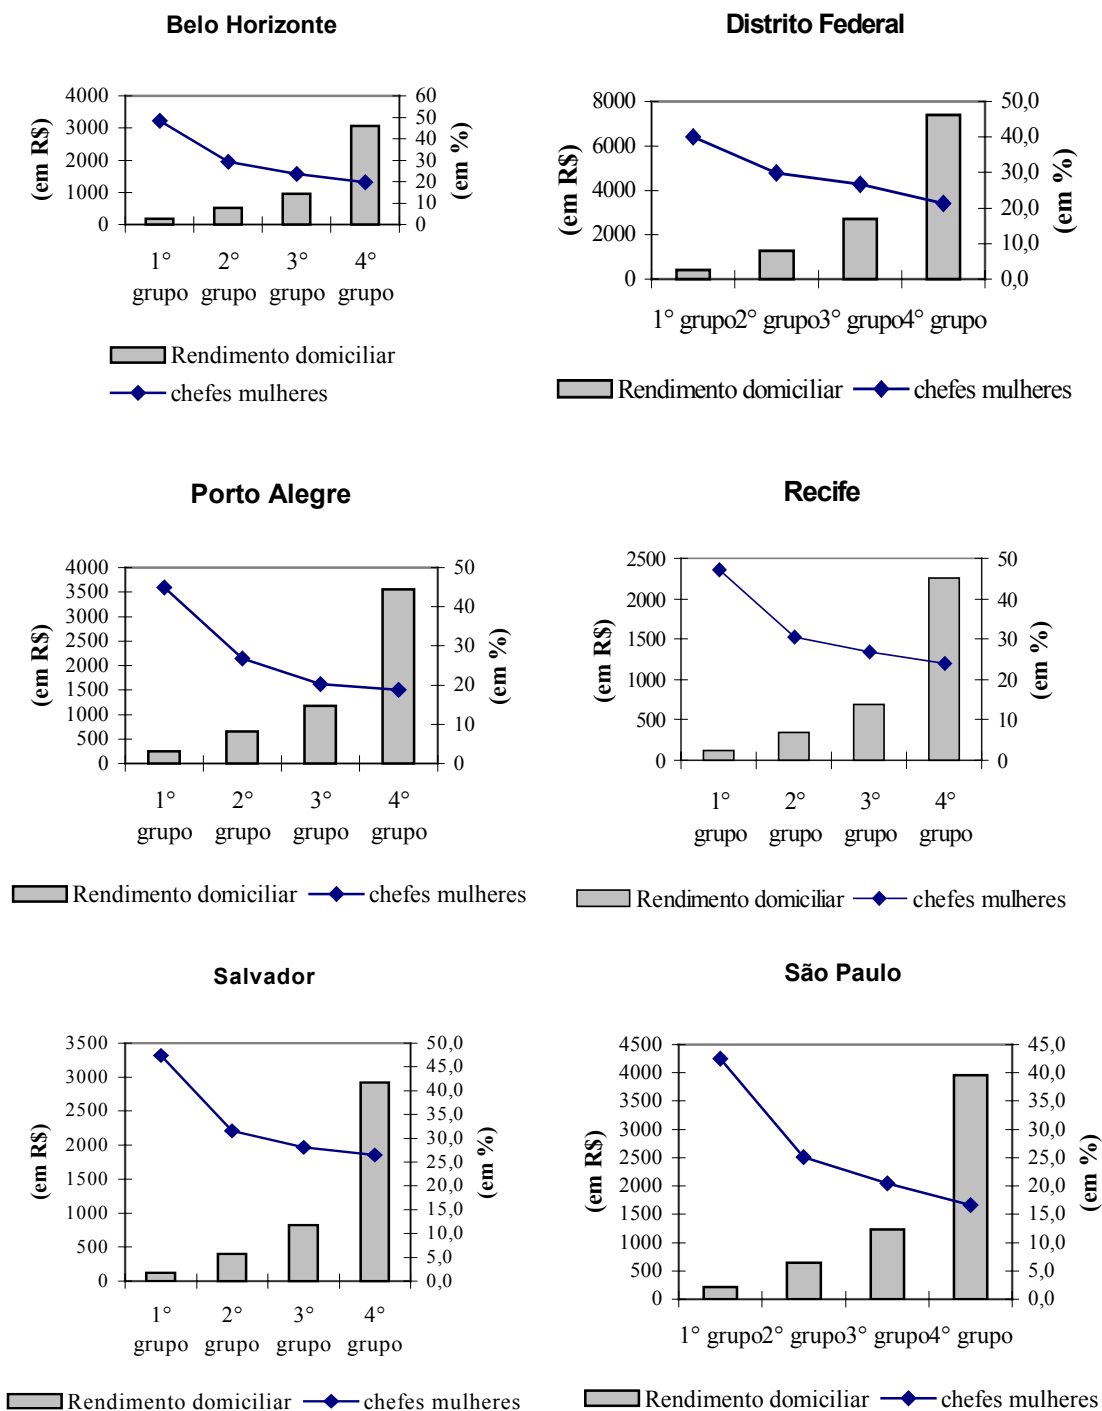 Belo Horizonte
(em R$)
4000
3000
2000
1000
0
60
50
40
30
20
10
0
(em %)
1° 2° 3° 4°
grupo grupo grupo grupo
Rendimento domiciliar
chefes mulheres
Distrito Federal
(em R$)
8000
6000
4000
2000
0
50,0
40,0
30,0
20,0
10,0
0,0
(em %)
1° grupo2° grupo3° grupo4° grupo
Rendimento domiciliar chefes mulheres
Porto Alegre
(em R$)
4000
3500
3000
2500
2000
1500
1000
500
0
50
40
30
20
10
0
(em %)
1° 2° 3° 4°
grupo grupo grupo grupo
Rendimento domiciliar chefes mulheres
Recife
(em R$)
2500
2000
1500
1000
500
0
50
40
30
20
10
0
(em %)
1° 2° 3° 4°
grupo grupo grupo grupo
Rendimento domiciliar chefes mulheres
Salvador
(em R$)
3500
3000
2500
2000
1500
1000
500
0
50,0
45,0
40,0
35,0
30,0
25,0
20,0
15,0
10,0
5,0
0,0
(em %)
1° 2° 3° 4°
grupo grupo grupo grupo
Rendimento domiciliar chefes mulheres
São Paulo
(em R$)
4500
4000
3500
3000
2500
2000
1500
1000
500
0
45,0
40,0
35,0
30,0
25,0
20,0
15,0
10,0
5,0
0,0
(em %)
1° grupo2° grupo3° grupo4° grupo
Rendimento domiciliar chefes mulheres